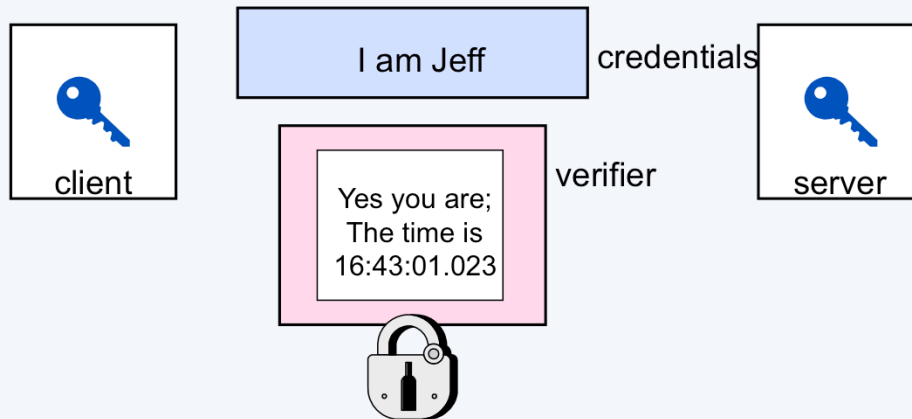 I am Jeff
credentials
client
Yes you are;
The time is
16:43:01.023
verifier
server